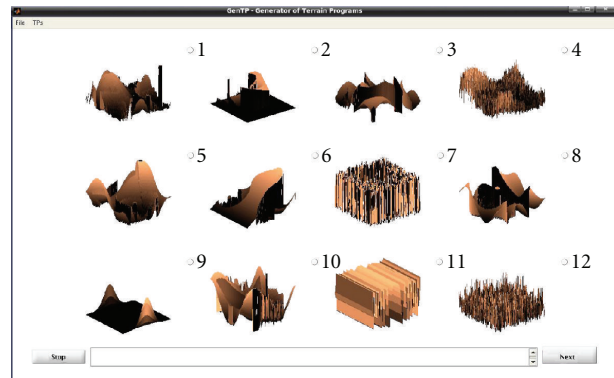 GenTP - Generator of Terrain Programs
File TPs
1 2 3 4
5 6 7 8
9 10 11 12
Stop Next